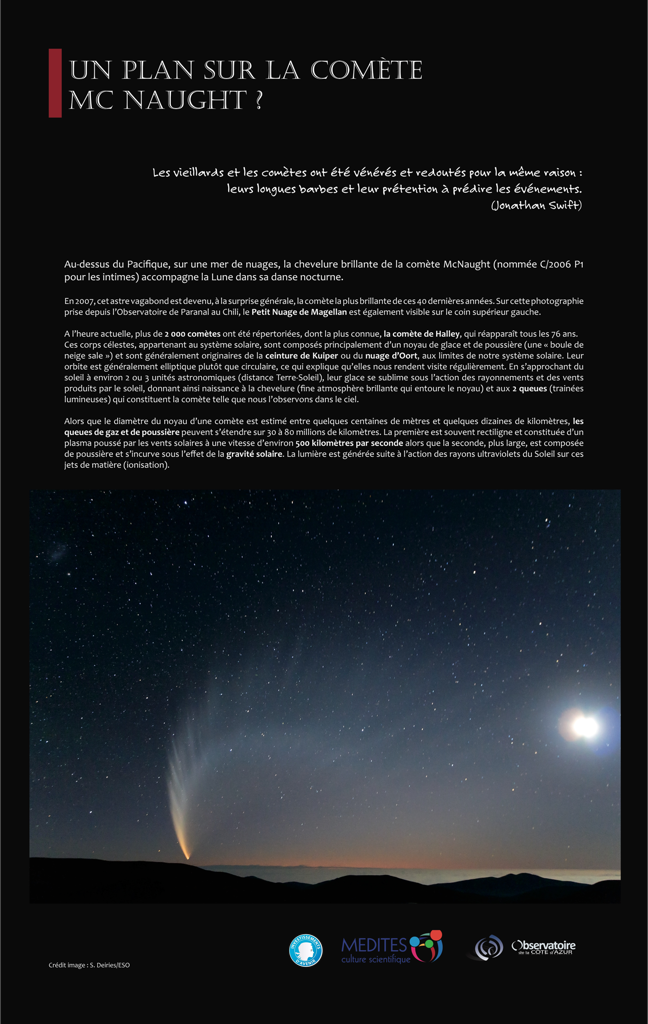 UN PLAN SUR LA COMÈTE
MC NAUGHT ?
Les vieillards et les comètes ont été vénérés et redoutés pour la même raison :
leurs longues barbes et leur prétention à prédire les événements.
(Jonathan Swift)
Au-dessus du Pacifique, sur une mer de nuages, la chevelure brillante de la comète McNaught (nommée C/2006 P1
pour les intimes) accompagne la Lune dans sa danse nocturne.
En 2007, cet astre vagabond est devenu, à la surprise générale, la comète la plus brillante de ces 40 dernières années. Sur cette photographie
prise depuis l'Observatoire de Paranal au Chili, le Petit Nuage de Magellan est également visible sur le coin supérieur gauche.
A l'heure actuelle, plus de 2 000 comètes ont été répertoriées, dont la plus connue, la comète de Halley, qui réapparaît tous les 76 ans.
Ces corps célestes, appartenant au système solaire, sont composés principalement d'un noyau de glace et de poussière (une « boule de
neige sale ») et sont généralement originaires de la ceinture de Kuiper ou du nuage d'Oort, aux limites de notre système solaire. Leur
orbite est généralement elliptique plutôt que circulaire, ce qui explique qu'elles nous rendent visite régulièrement. En s'approchant du
soleil à environ 2 ou 3 unités astronomiques (distance Terre-Soleil), leur glace se sublime sous l'action des rayonnements et des vents
produits par le soleil, donnant ainsi naissance à la chevelure (fine atmosphère brillante qui entoure le noyau) et aux 2 queues (trainées
lumineuses) qui constituent la comète telle que nous l'observons dans le ciel.
Alors que le diamètre du noyau d'une comète est estimé entre quelques centaines de mètres et quelques dizaines de kilomètres, les
queues de gaz et de poussière peuvent s'étendre sur 30 à 80 millions de kilomètres. La première est souvent rectiligne et constituée d'un
plasma poussé par les vents solaires à une vitesse d'environ 500 kilomètres par seconde alors que la seconde, plus large, est composée
de poussière et s'incurve sous l'effet de la gravité solaire. La lumière est générée suite à l'action des rayons ultraviolets du Soleil sur ces
jets de matière (ionisation).
INVESTISSEMENTS
D'AVENIR
MEDITES
culture scientifique
Observatoire
de la CÔTE d'AZUR
Crédit image : S. Deiries/ESO